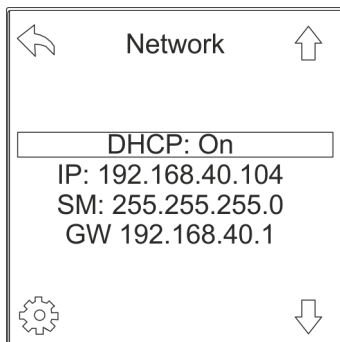 Network
DHCP: On
IP: 192.168.40.104
SM: 255.255.255.0
GW 192.168.40.1